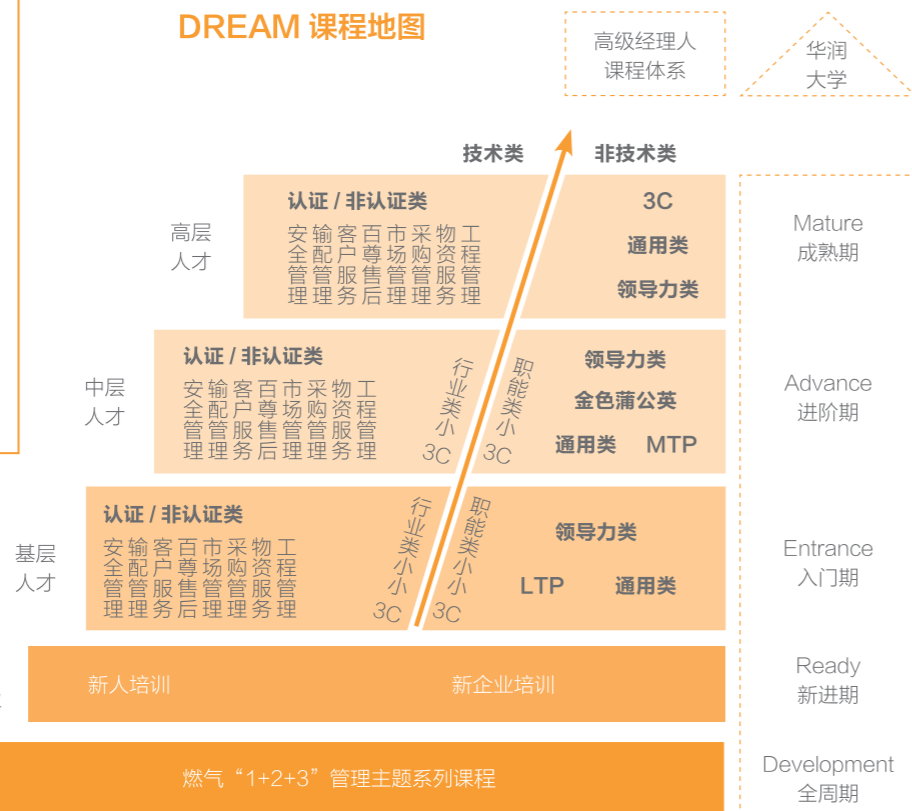 DREAM 课程地图
高级经理人
课程体系
华润
大学
技术类
非技术类
高层
人才
认证 / 非认证类
安全管理
输配管理
客户服务
百尊售后
市场管理
采购管理
物资服务
工程管理
3C
通用类
领导力类
Mature
成熟期
中层
人才
认证 / 非认证类
安全管理
输配管理
客户服务
百尊售后
市场管理
采购管理
物资服务
工程管理
行业类小3C
职能类小3C
领导力类
金色蒲公英
通用类 MTP
Advance
进阶期
基层
人才
认证 / 非认证类
安全管理
输配管理
客户服务
百尊售后
市场管理
采购管理
物资服务
工程管理
行业类小小3C
职能类小小3C
领导力类
LTP 通用类
Entrance
入门期
新人培训
新企业培训
Ready
新进期
燃气“1+2+3”管理主题系列课程
Development
全周期